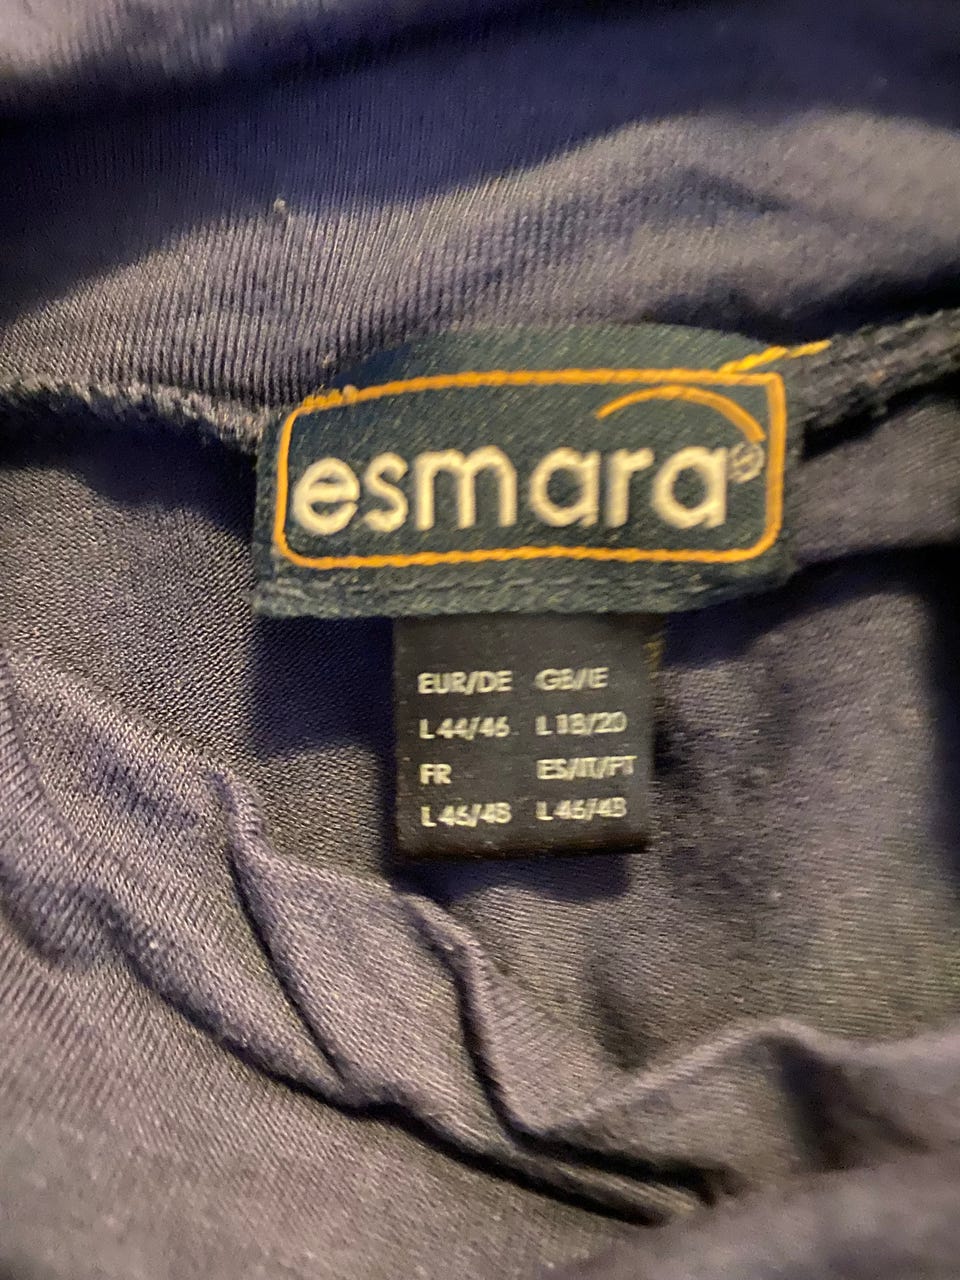 esmara®
EUR/DE GB/IE
L 44/46 L 18/20
FR ES/IT/PT
L 46/48 L 46/48